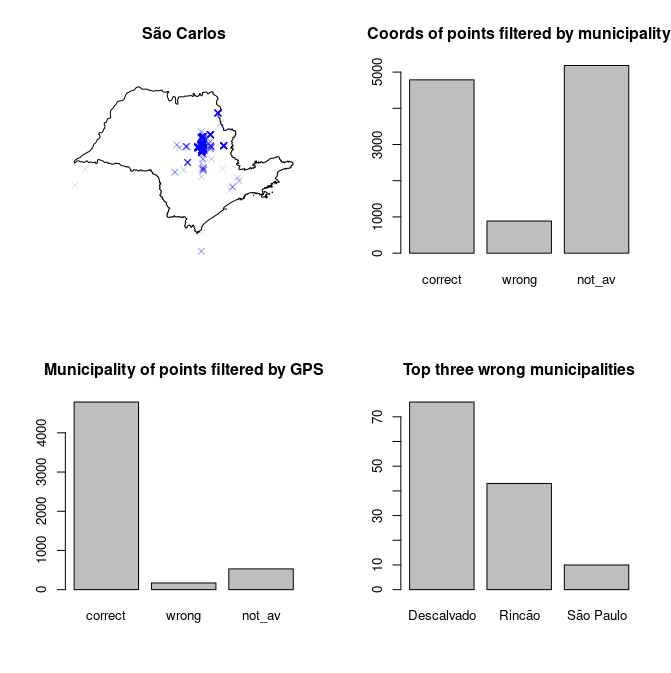 São Carlos
Coords of points filtered by municipality
5000
3000
1000
0
correct wrong not_av
Municipality of points filtered by GPS
4000
3000
2000
1000
0
correct wrong not_av
Top three wrong municipalities
70
50
30
10
0
Descalvado Rincão São Paulo